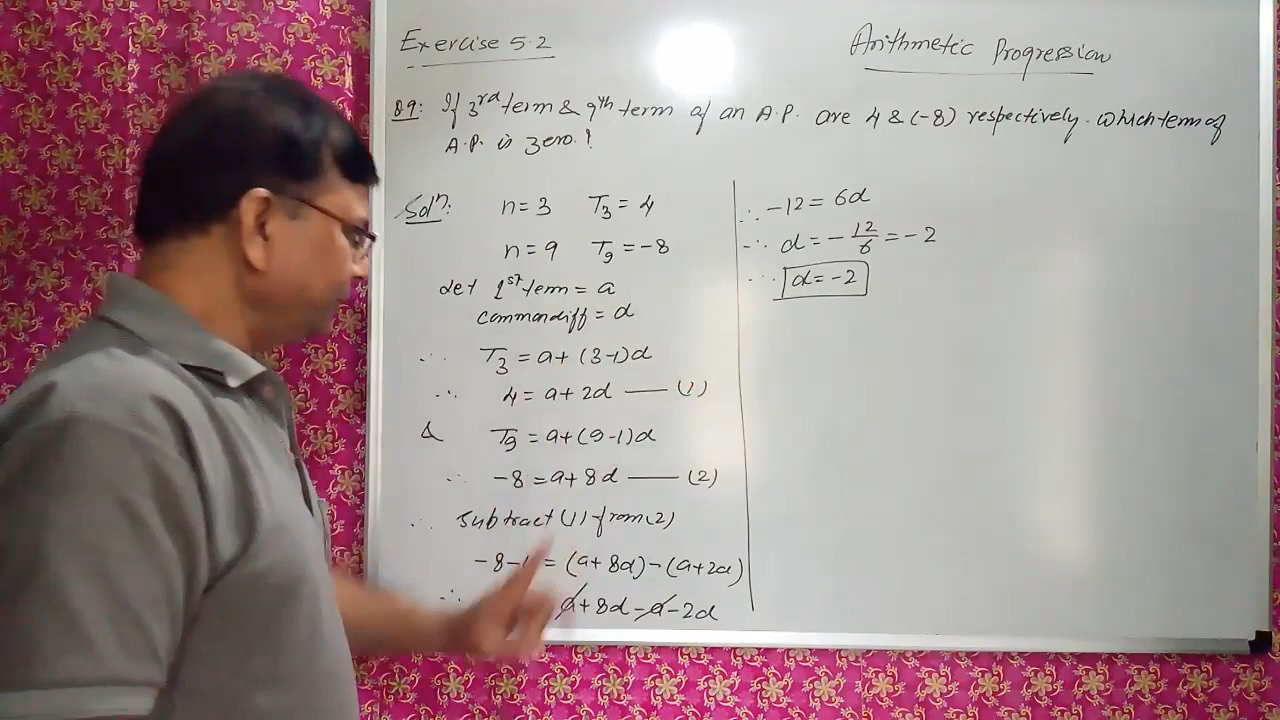 Exercise 5.2
Arithmetic Progression
Q9: If 3rd term & 9th term of an A.P. are 4 & (-8) respectively. Which term of
A.P. is zero.?
Solⁿ: n=3 T₃ = 4
n=9 T₉ = -8
Let 1st term = a
common diff = d
∴ T₃ = a+(3-1)d
∴ 4 = a+2d —— (1)
& T₉ = a+(9-1)d
∴ -8 = a+8d —— (2)
∴ Subtract (1) from (2)
-8- = (a+8d)-(a+2d)
∴ a+8d-a-2d
∴ -12 = 6d
∴ d = -12/6 = -2
∴ d=-2